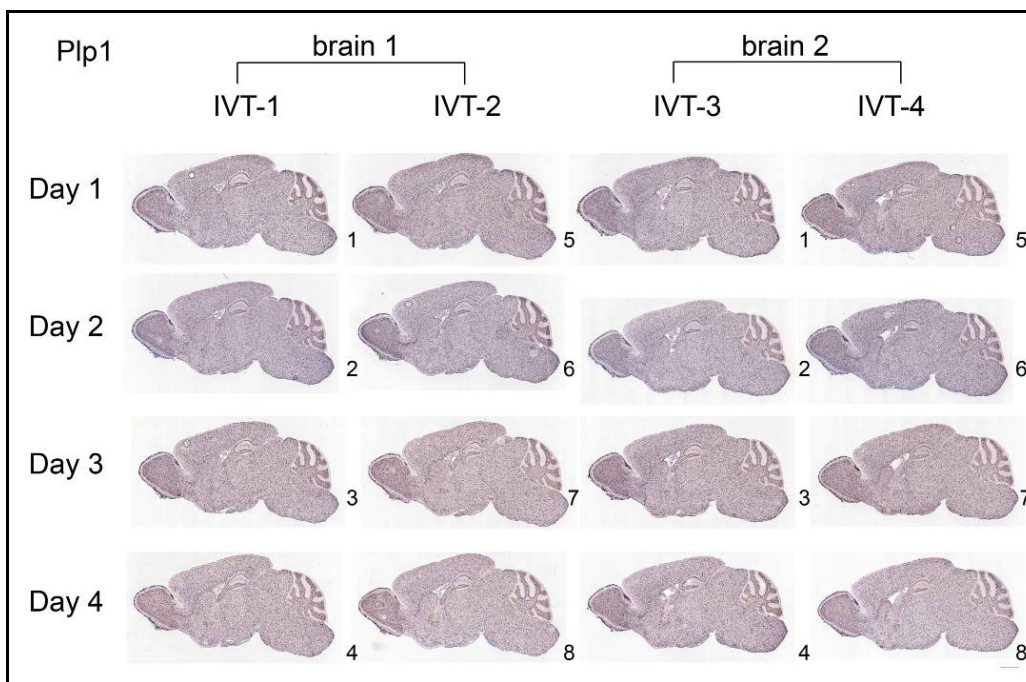 Plp1
brain 1 brain 2
IVT-1 IVT-2 IVT-3 IVT-4
Day 1
1 5 1 5
Day 2
2 6 2 6
Day 3
3 7 3 7
Day 4
4 8 4 8